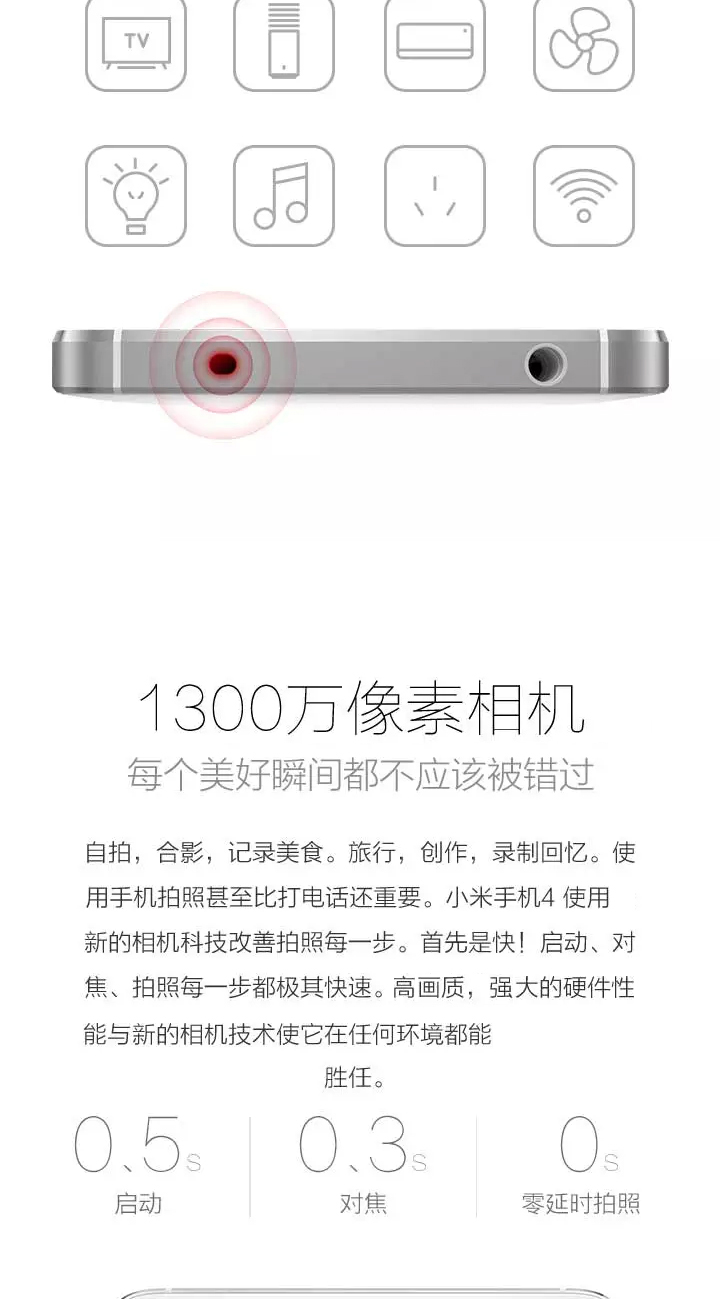 TV
1300万像素相机
每个美好瞬间都不应该被错过
自拍，合影，记录美食。旅行，创作，录制回忆。使
用手机拍照甚至比打电话还重要。小米手机4 使用
新的相机科技改善拍照每一步。首先是快！启动、对
焦、拍照每一步都极其快速。高画质，强大的硬件性
能与新的相机技术使它在任何环境都能
胜任。
0、5s 0、3s 0s
启动 对焦 零延时拍照